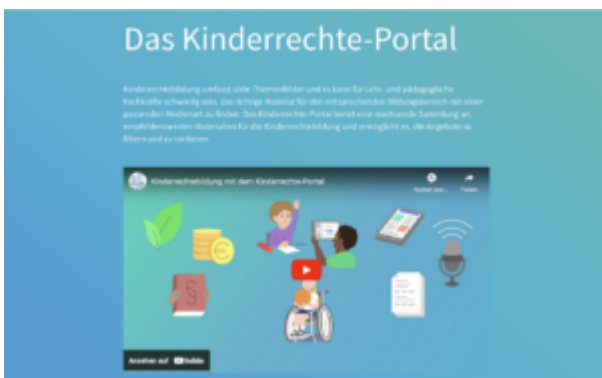 Das Kinderrechte-Portal
Kinderrechtebildung umfasst viele Themenfelder und es kann für Lehr- und pädagogische
Fachkräfte schwierig sein, das richtige Material für den entsprechenden Bildungsbereich mit einer
passenden Medienart zu finden. Das Kinderrechte-Portal bietet eine wachsende Sammlung an
empfehlenswerten Materialien für die Kinderrechtebildung und ermöglicht es, die Angebote zu
filtern und zu sortieren.
Kinderrechtebildung mit dem Kinderrechte-Portal
Später ans...
Teilen
§
€
Ansehen auf YouTube